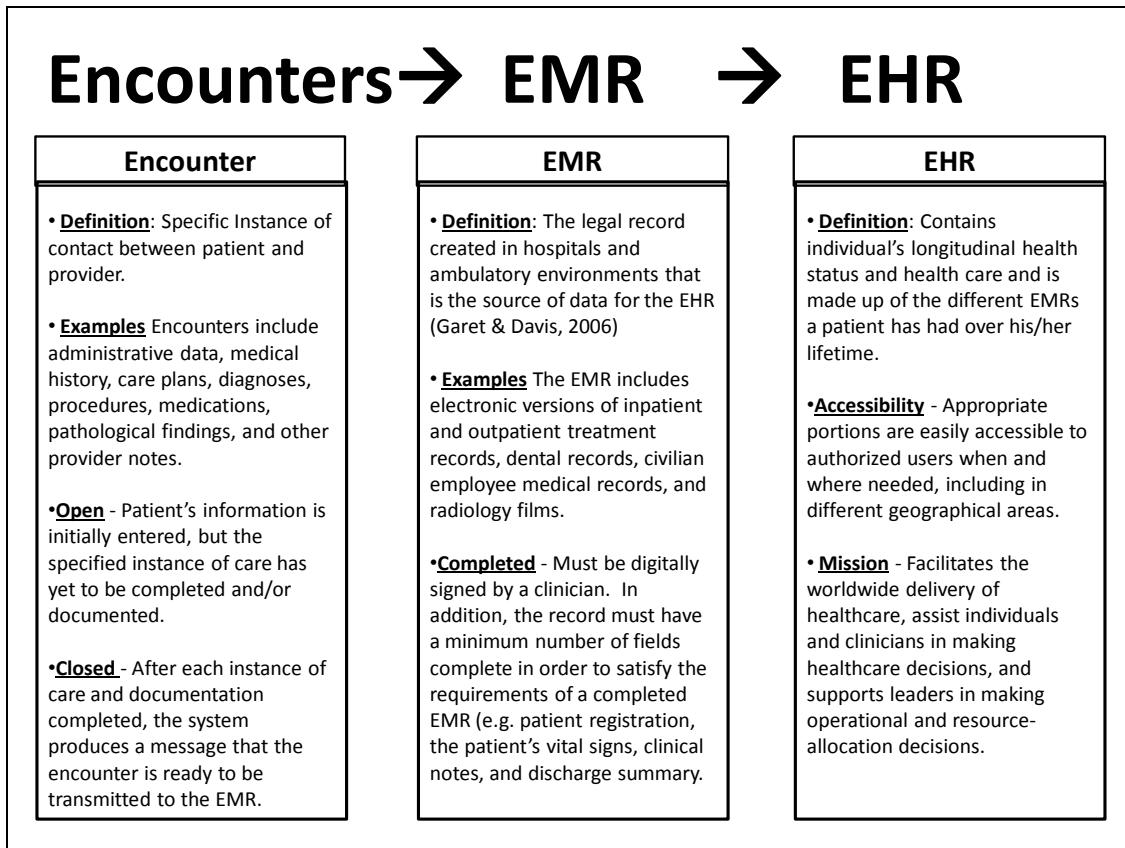 Encounters→ EMR → EHR
Encounter
• Definition: Specific Instance of
contact between patient and
provider.
• Examples Encounters include
administrative data, medical
history, care plans, diagnoses,
procedures, medications,
pathological findings, and other
provider notes.
•Open - Patient's information is
initially entered, but the
specified instance of care has
yet to be completed and/or
documented.
•Closed - After each instance of
care and documentation
completed, the system
produces a message that the
encounter is ready to be
transmitted to the EMR.
EMR
• Definition: The legal record
created in hospitals and
ambulatory environments that
is the source of data for the EHR
(Garet & Davis, 2006)
• Examples The EMR includes
electronic versions of inpatient
and outpatient treatment
records, dental records, civilian
employee medical records, and
radiology films.
•Completed - Must be digitally
signed by a clinician. In
addition, the record must have
a minimum number of fields
complete in order to satisfy the
requirements of a completed
EMR (e.g. patient registration,
the patient's vital signs, clinical
notes, and discharge summary.
EHR
• Definition: Contains
individual's longitudinal health
status and health care and is
made up of the different EMRs
a patient has had over his/her
lifetime.
•Accessibility - Appropriate
portions are easily accessible to
authorized users when and
where needed, including in
different geographical areas.
• Mission - Facilitates the
worldwide delivery of
healthcare, assist individuals
and clinicians in making
healthcare decisions, and
supports leaders in making
operational and resource-
allocation decisions.